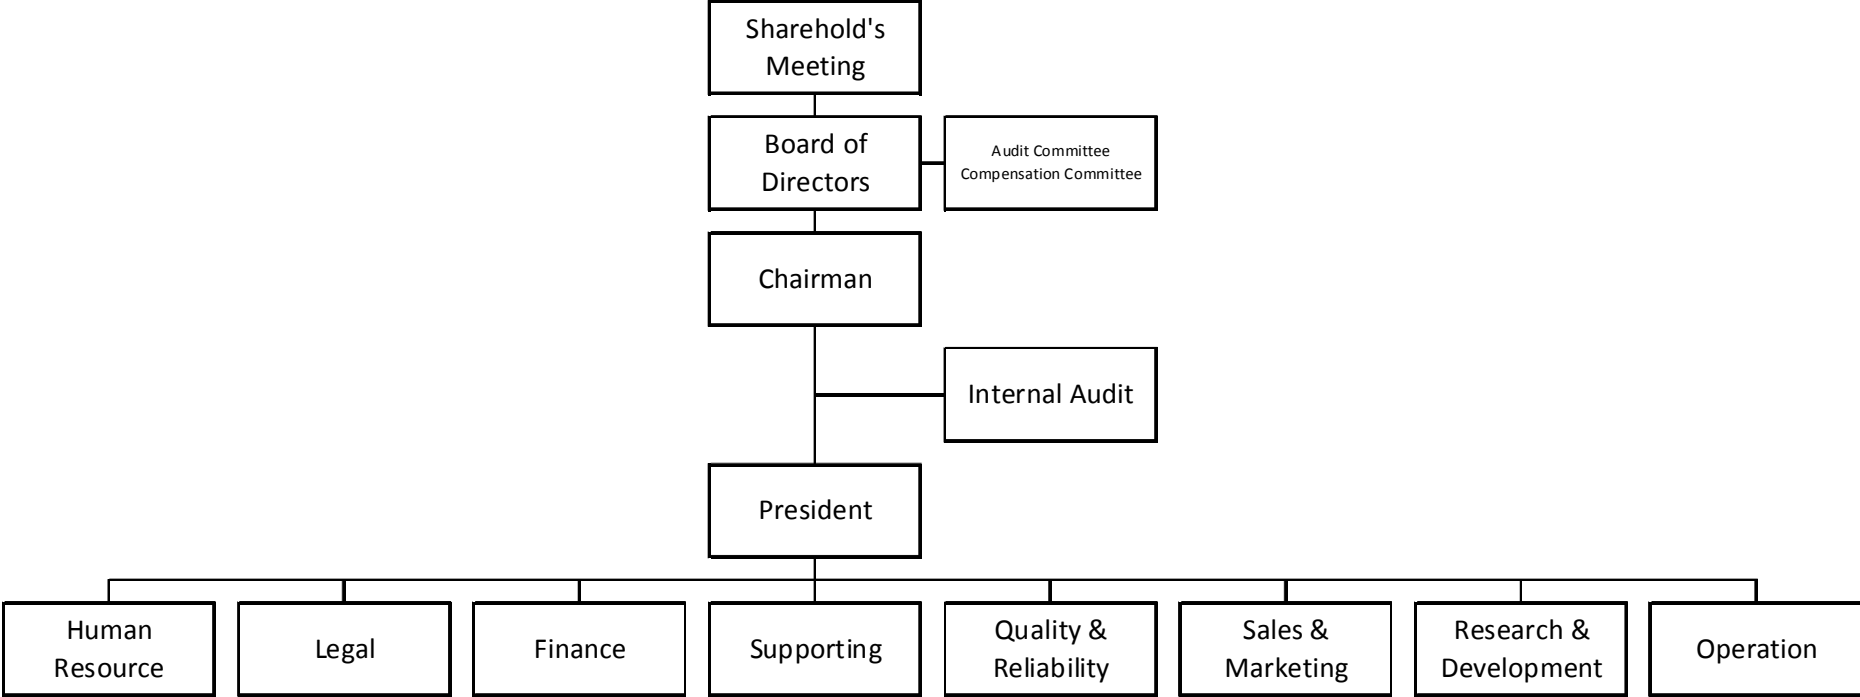 Sharehold's
Meeting
Board of
Directors
Audit Committee
Compensation Committee
Chairman
Internal Audit
President
Human
Resource
Legal
Finance
Supporting
Quality &
Reliability
Sales &
Marketing
Research &
Development
Operation